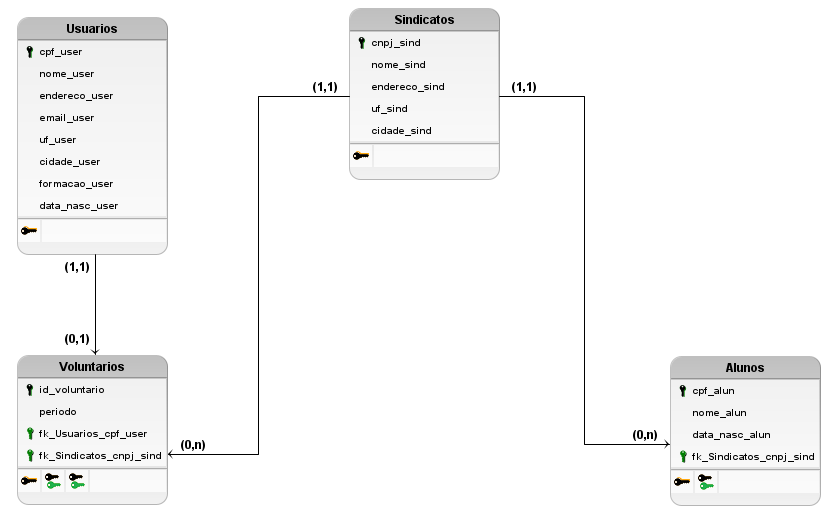 Usuarios
cpf_user
nome_user
endereco_user
email_user
uf_user
cidade_user
formacao_user
data_nasc_user
Sindicatos
cnpj_sind
nome_sind
endereco_sind
uf_sind
cidade_sind
(1,1)
(1,1)
(1,1)
(0,1)
Voluntarios
id_voluntario
periodo
fk_Usuarios_cpf_user
fk_Sindicatos_cnpj_sind
(0,n)
(0,n)
Alunos
cpf_alun
nome_alun
data_nasc_alun
fk_Sindicatos_cnpj_sind